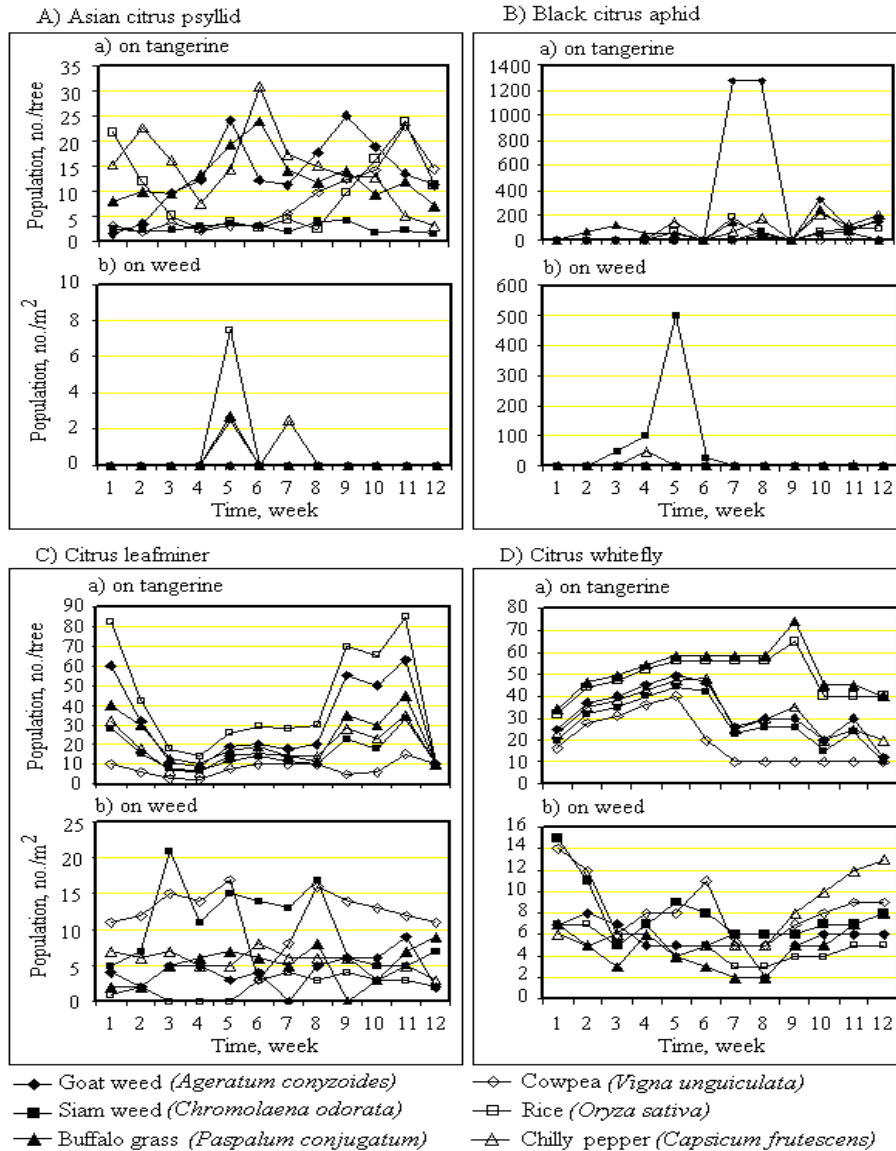 A) Asian citrus psyllid
a) on tangerine
Population, no./tree
35
30
25
20
15
10
5
0
b) on weed
Population, no./m2
10
8
6
4
2
0
1 2 3 4 5 6 7 8 9 10 11 12
Time, week
B) Black citrus aphid
a) on tangerine
1400
1200
1000
800
600
400
200
0
b) on weed
600
500
400
300
200
100
0
1 2 3 4 5 6 7 8 9 10 11 12
Time, week
C) Citrus leafminer
a) on tangerine
Population, no./tree
90
80
70
60
50
40
30
20
10
0
b) on weed
Population, no./m2
25
20
15
10
5
0
1 2 3 4 5 6 7 8 9 10 11 12
Time, week
D) Citrus whitefly
a) on tangerine
80
70
60
50
40
30
20
10
0
b) on weed
16
14
12
10
8
6
4
2
0
1 2 3 4 5 6 7 8 9 10 11 12
Time, week
Goat weed (Ageratum conyzoides)
Siam weed (Chromolaena odorata)
Buffalo grass (Paspalum conjugatum)
Cowpea (Vigna unguiculata)
Rice (Oryza sativa)
Chilly pepper (Capsicum frutescens)